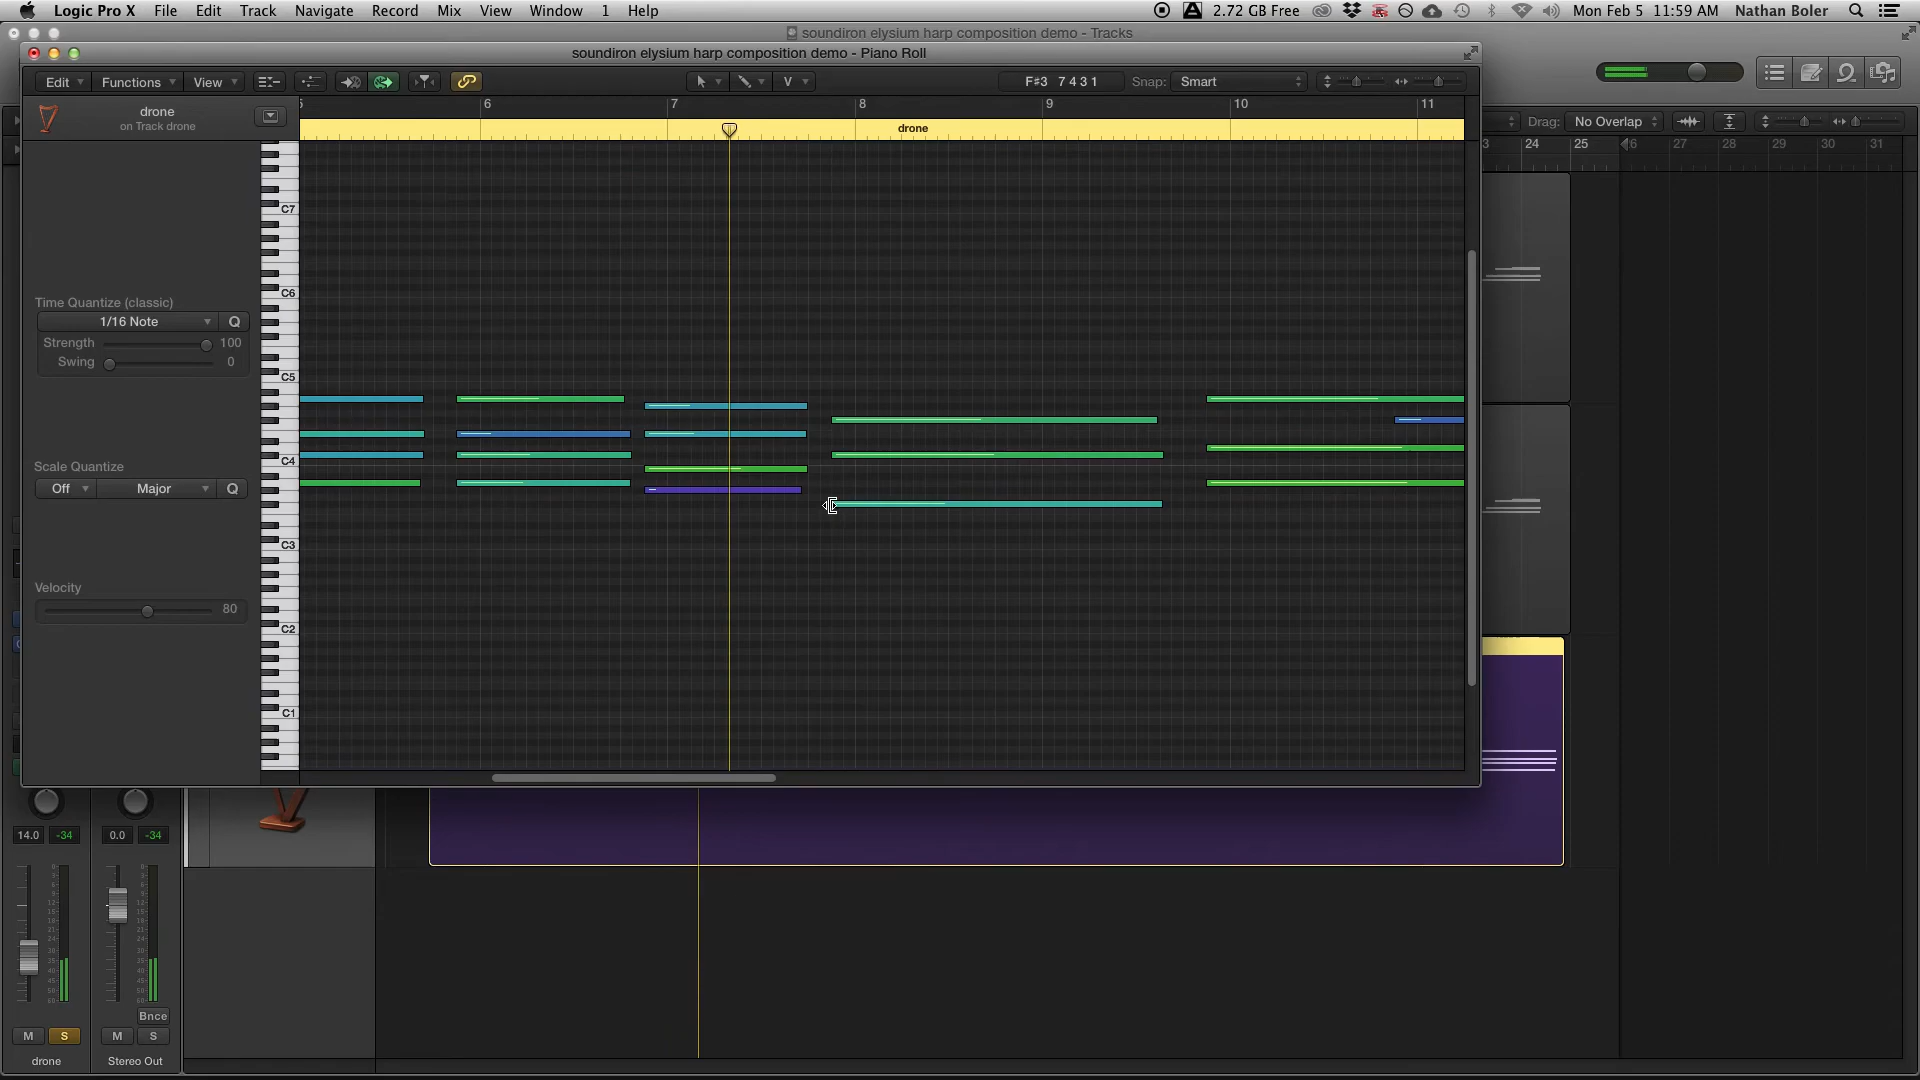 Logic Pro X File Edit Track Navigate Record Mix View Window 1 Help 2.72 GB Free Mon Feb 5 11:59 AM Nathan Boler
soundiron elysium harp composition demo - Tracks
soundiron elysium harp composition demo - Piano Roll
Edit Functions View V F#3 7 4 3 1 Snap: Smart
6 7 8 9 10 11
drone
on Track drone
drone
Drag: No Overlap
24 25 27 28 29 30 31
C7
C6
Time Quantize (classic)
1/16 Note Q
Strength 100
Swing 0
C5
C4
Scale Quantize
Off Major Q
C3
Velocity
80
C2
C1
14.0 -34 0.0 -34
Bnce
M S M S
drone Stereo Out